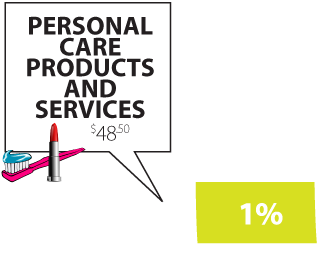 PERSONAL
CARE
PRODUCTS
AND
SERVICES
$48.50
1%